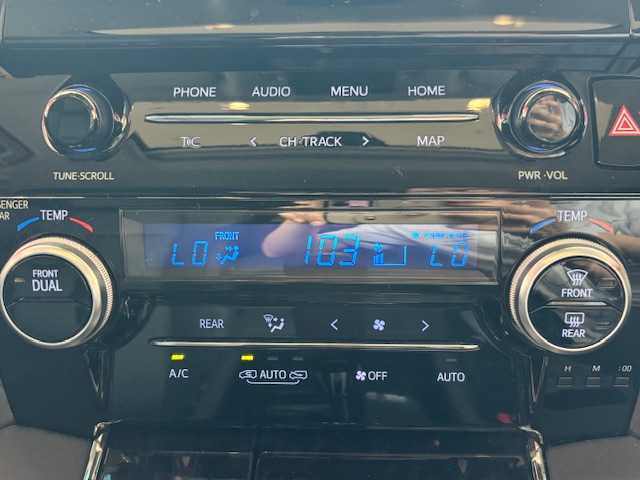 PHONE AUDIO MENU HOME
CH·TRACK MAP
TUNE·SCROLL PWR·VOL
TEMP TEMP
FRONT
LO 103 LO
FRONT
DUAL
FRONT
REAR
REAR
A/C AUTO OFF AUTO
H M :00